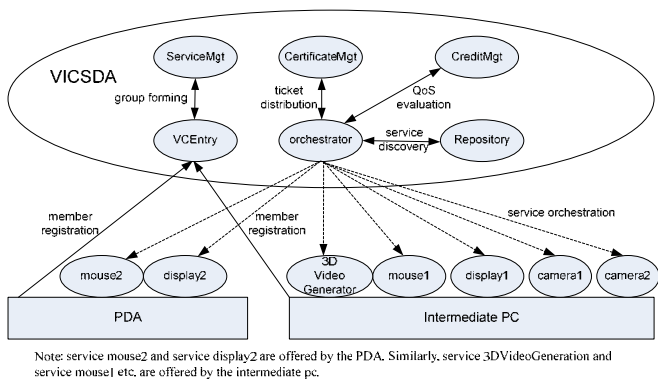 VICSDA
ServiceMgt
CertificateMgt
CreditMgt
group forming
ticket
distribution
QoS
evaluation
VCEntry
orchestrator
service
discovery
Repository
member
registration
member
registration
service orchestration
mouse2
display2
3D
Video
Generator
mouse1
display1
camera1
camera2
PDA
Intermediate PC
Note: service mouse2 and service display2 are offered by the PDA. Similarly, service 3DVideoGeneration and
service mouse1 etc. are offered by the intermediate pc.